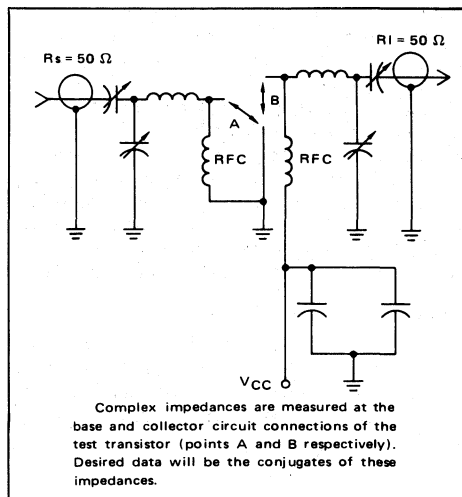 Rs = 50 Ω
Rl = 50 Ω
B
A
RFC
RFC
VCC
Complex impedances are measured at the
base and collector circuit connections of the
test transistor (points A and B respectively).
Desired data will be the conjugates of these
impedances.